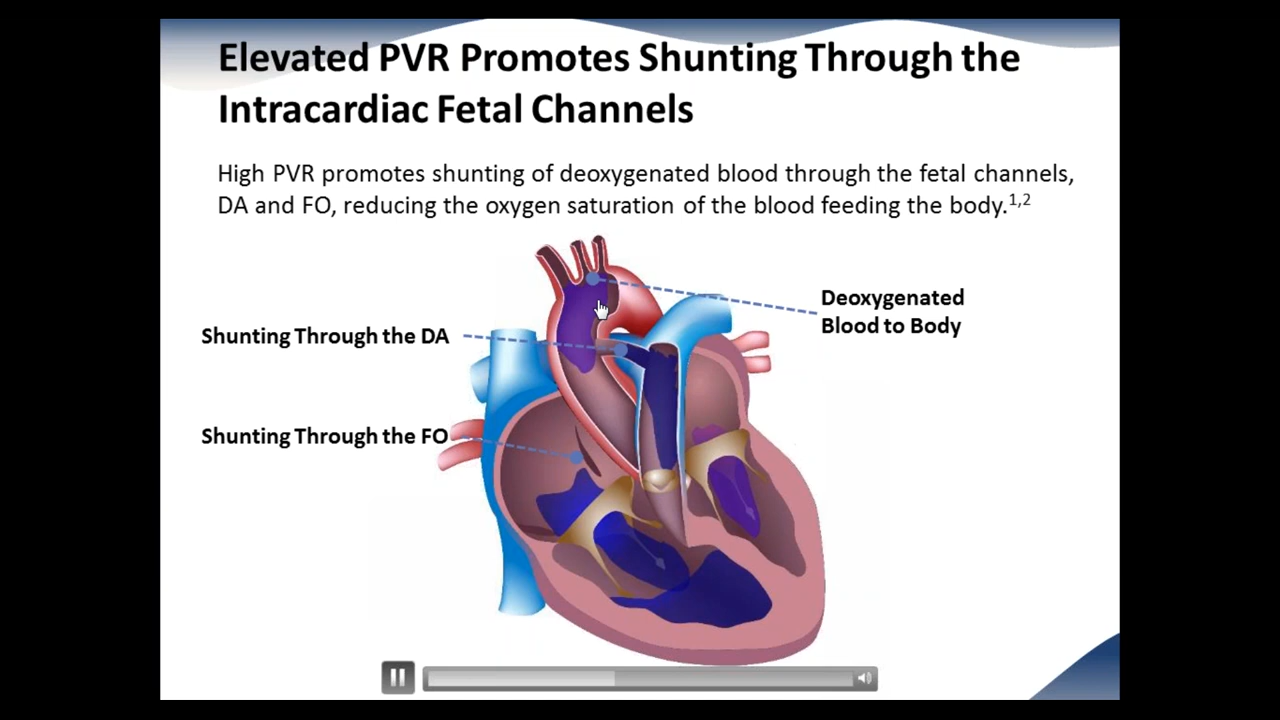 Elevated PVR Promotes Shunting Through the
Intracardiac Fetal Channels
High PVR promotes shunting of deoxygenated blood through the fetal channels,
DA and FO, reducing the oxygen saturation of the blood feeding the body.1,2
Deoxygenated
Blood to Body
Shunting Through the DA
Shunting Through the FO